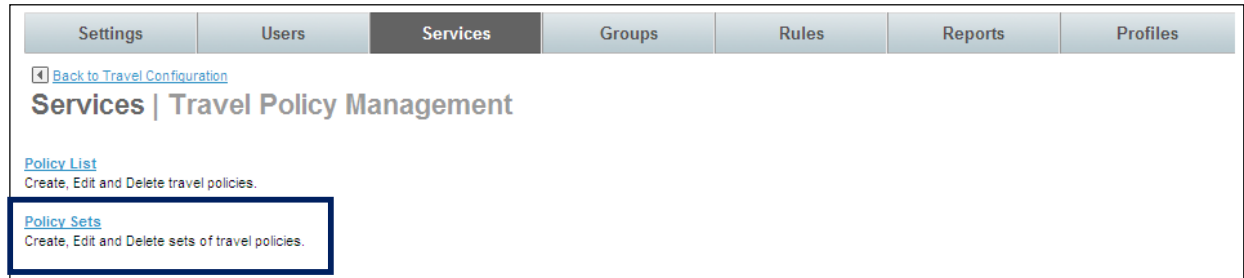 Settings Users Services Groups Rules Reports Profiles
Back to Travel Configuration
Services | Travel Policy Management
Policy List
Create, Edit and Delete travel policies.
Policy Sets
Create, Edit and Delete sets of travel policies.